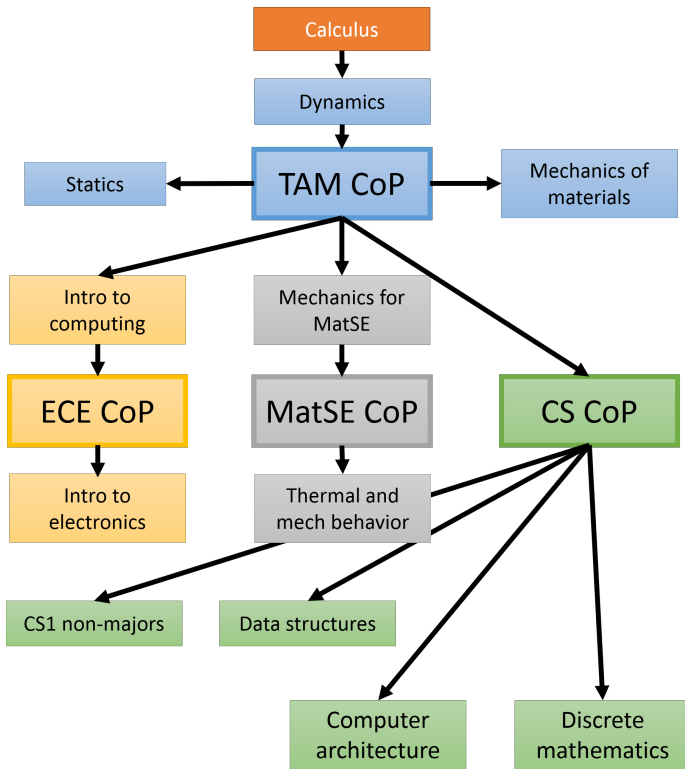 Calculus
Dynamics
Statics
TAM CoP
Mechanics of
materials
Intro to
computing
Mechanics for
MatSE
ECE CoP
MatSE CoP
CS CoP
Intro to
electronics
Thermal and
mech behavior
CS1 non-majors
Data structures
Computer
architecture
Discrete
mathematics